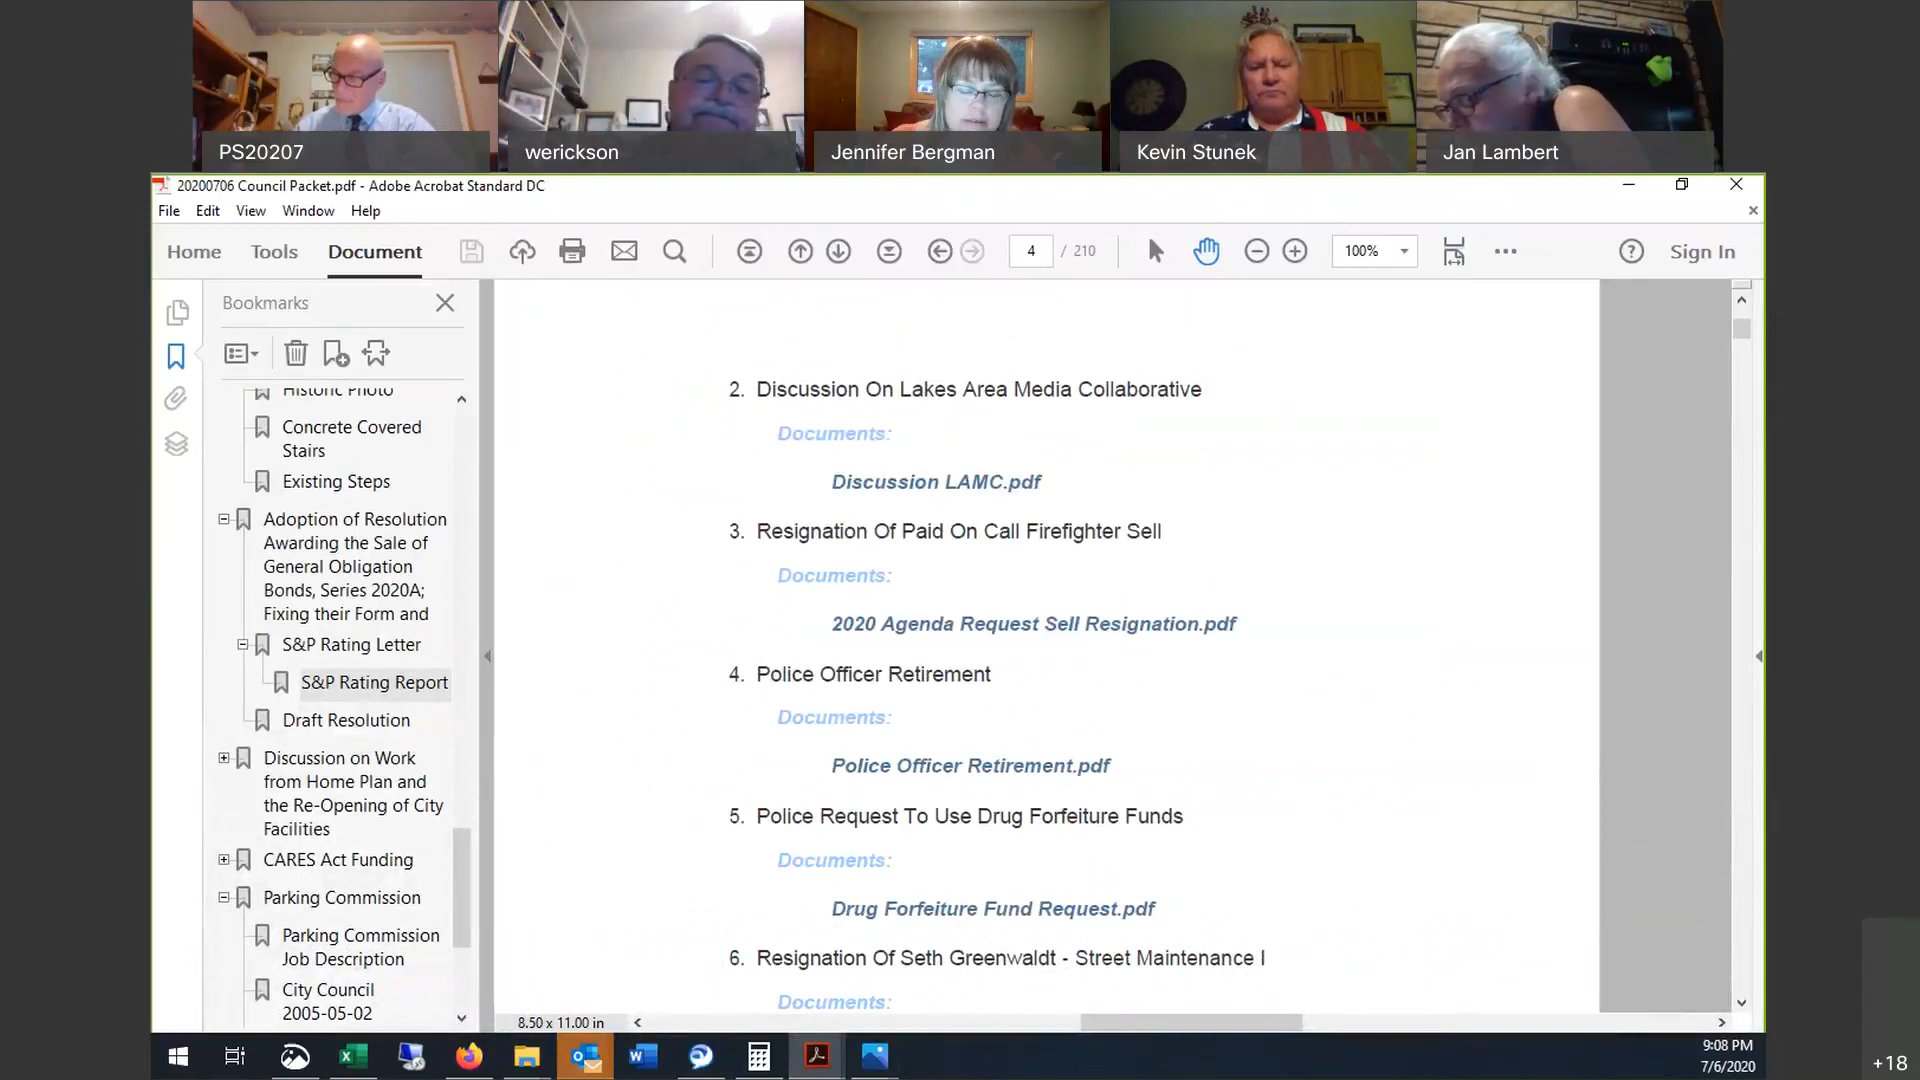 PS20207
werickson
Jennifer Bergman
Kevin Stunek
Jan Lambert
20200706 Council Packet.pdf - Adobe Acrobat Standard DC
File Edit View Window Help
Home Tools Document
4 / 210
100%
Sign In
Bookmarks
Historic Photo
Concrete Covered
Stairs
Existing Steps
Adoption of Resolution
Awarding the Sale of
General Obligation
Bonds, Series 2020A;
Fixing their Form and
S&P Rating Letter
S&P Rating Report
Draft Resolution
Discussion on Work
from Home Plan and
the Re-Opening of City
Facilities
CARES Act Funding
Parking Commission
Parking Commission
Job Description
City Council
2005-05-02
2. Discussion On Lakes Area Media Collaborative
Documents:
Discussion LAMC.pdf
3. Resignation Of Paid On Call Firefighter Sell
Documents:
2020 Agenda Request Sell Resignation.pdf
4. Police Officer Retirement
Documents:
Police Officer Retirement.pdf
5. Police Request To Use Drug Forfeiture Funds
Documents:
Drug Forfeiture Fund Request.pdf
6. Resignation Of Seth Greenwaldt - Street Maintenance I
Documents:
8.50 x 11.00 in
9:08 PM
7/6/2020
+18